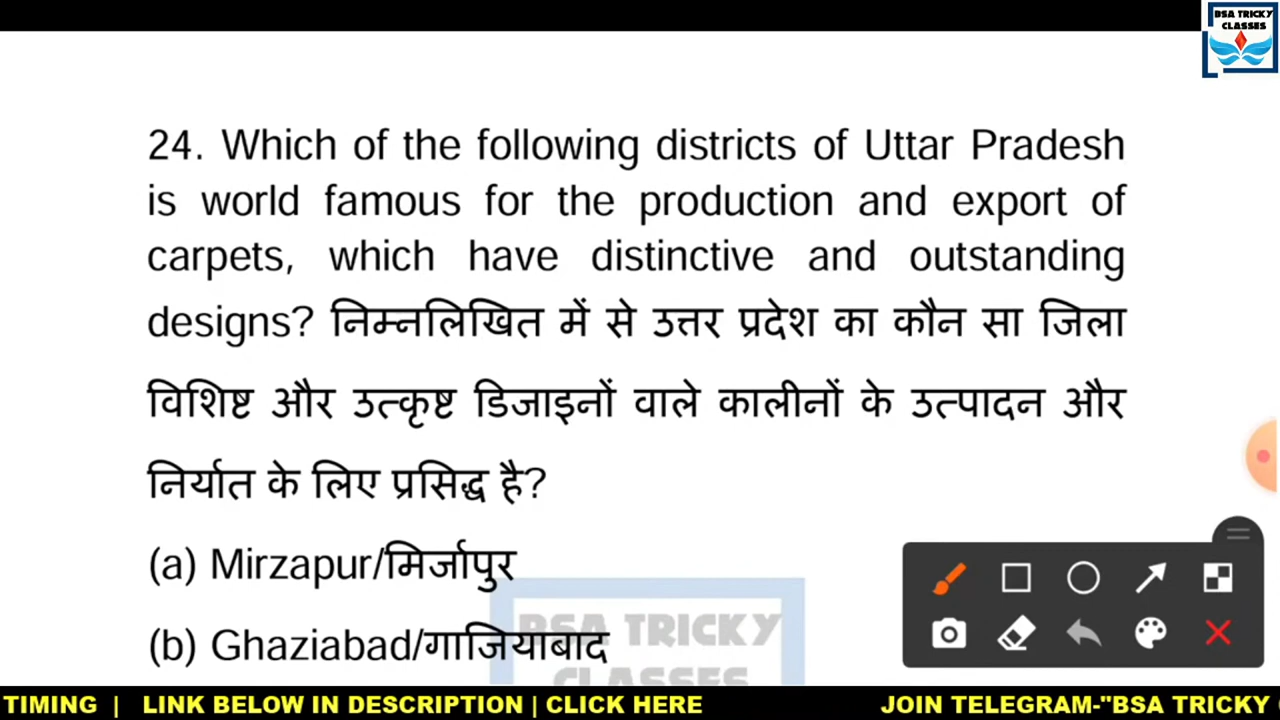 BSA TRICKY
CLASSES
24. Which of the following districts of Uttar Pradesh
is world famous for the production and export of
carpets, which have distinctive and outstanding
designs? निम्नलिखित में से उत्तर प्रदेश का कौन सा जिला
विशिष्ट और उत्कृष्ट डिजाइनों वाले कालीनों के उत्पादन और
निर्यात के लिए प्रसिद्ध है?
(a) Mirzapur/मिर्जापुर
(b) Ghaziabad/गाजियाबाद
BSA TRICKY
CLASSES
TIMING | LINK BELOW IN DESCRIPTION | CLICK HERE JOIN TELEGRAM-"BSA TRICKY